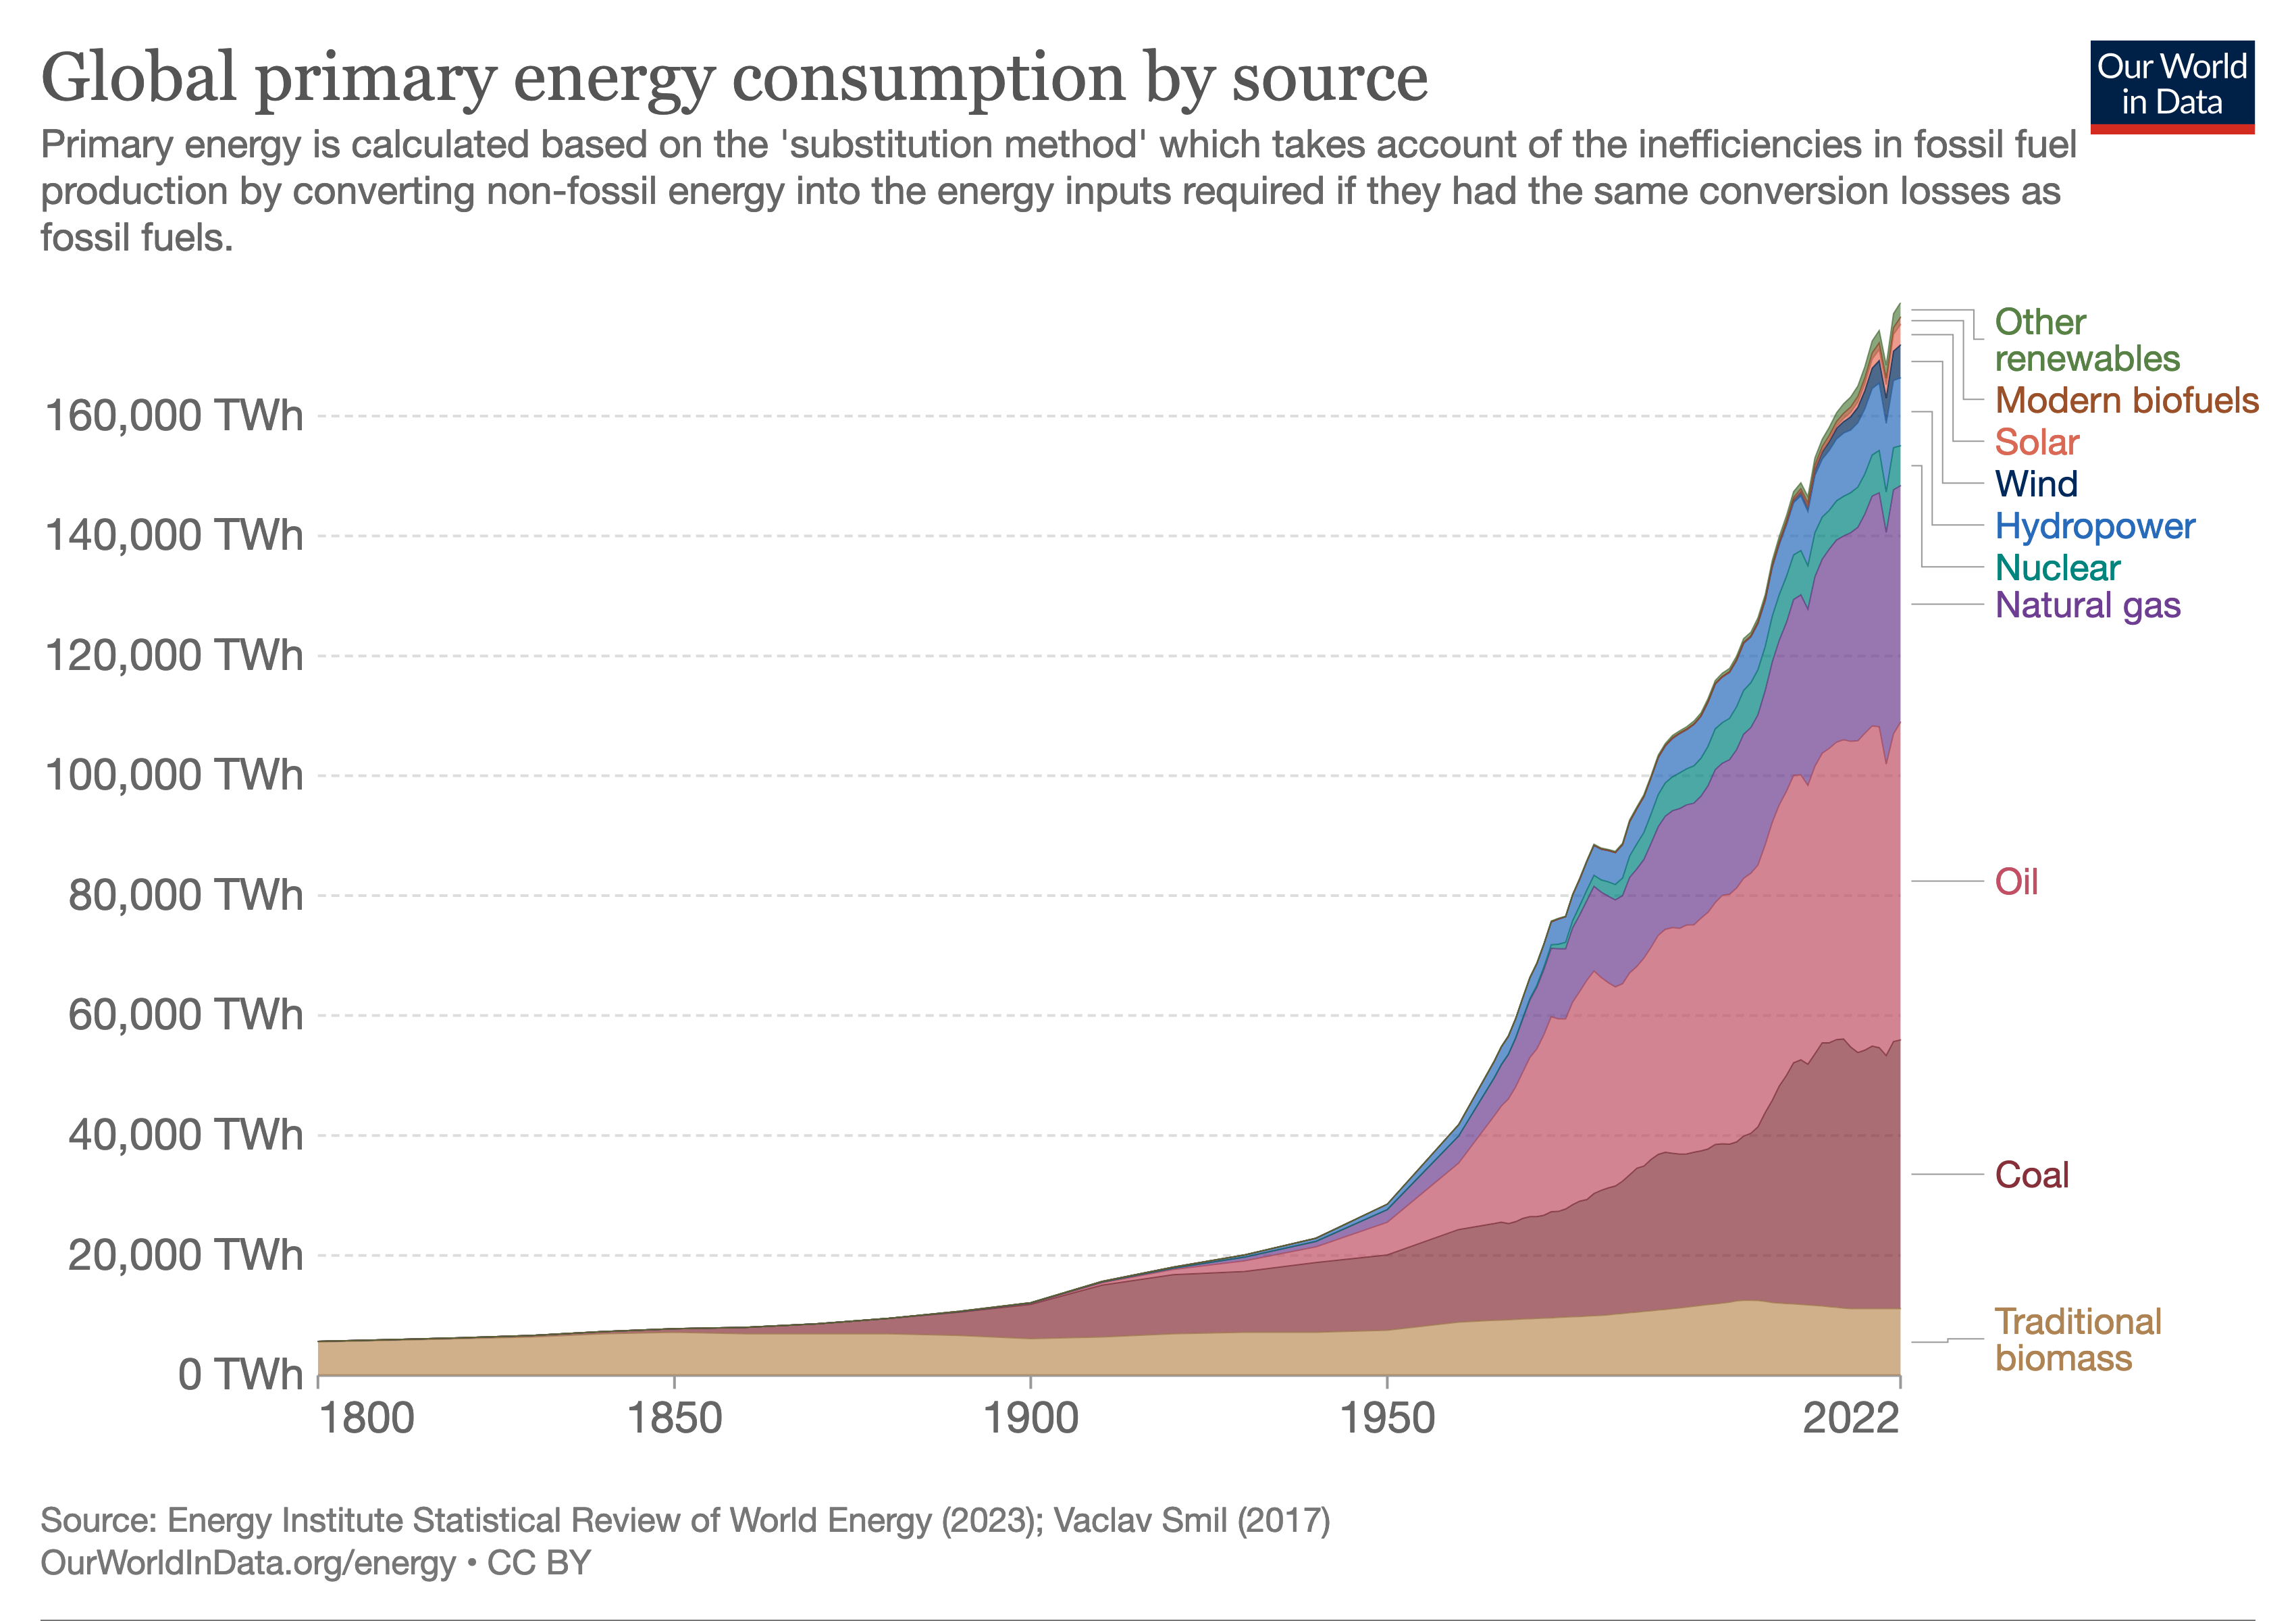 Global primary energy consumption by source
Our World
in Data
Primary energy is calculated based on the 'substitution method' which takes account of the inefficiencies in fossil fuel
production by converting non-fossil energy into the energy inputs required if they had the same conversion losses as
fossil fuels.
160,000 TWh
140,000 TWh
120,000 TWh
100,000 TWh
80,000 TWh
60,000 TWh
40,000 TWh
20,000 TWh
0 TWh
1800
1850
1900
1950
2022
Other
renewables
Modern biofuels
Solar
Wind
Hydropower
Nuclear
Natural gas
Oil
Coal
Traditional
biomass
Source: Energy Institute Statistical Review of World Energy (2023); Vaclav Smil (2017)
OurWorldInData.org/energy • CC BY